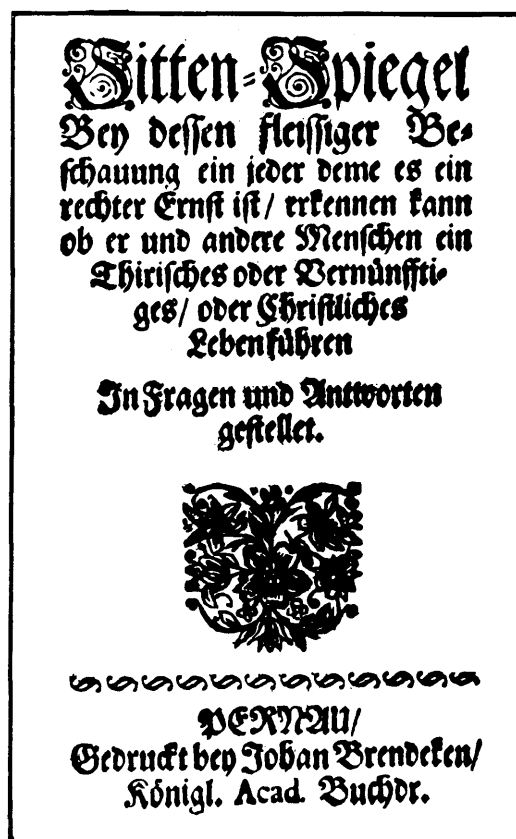 Sitten-Spiegel
Bey dessen fleissiger Be-
schauung ein jeder deme es ein
rechter Ernst ist/ erkennen kann
ob er und andere Menschen ein
Thirisches oder Vernünffti-
ges/ oder Christliches
Leben führen
In Fragen und Anttworten
gestellet.
PERNAU/
Gedruckt bey Johan Brendeken/
Königl. Acad. Buchdr.